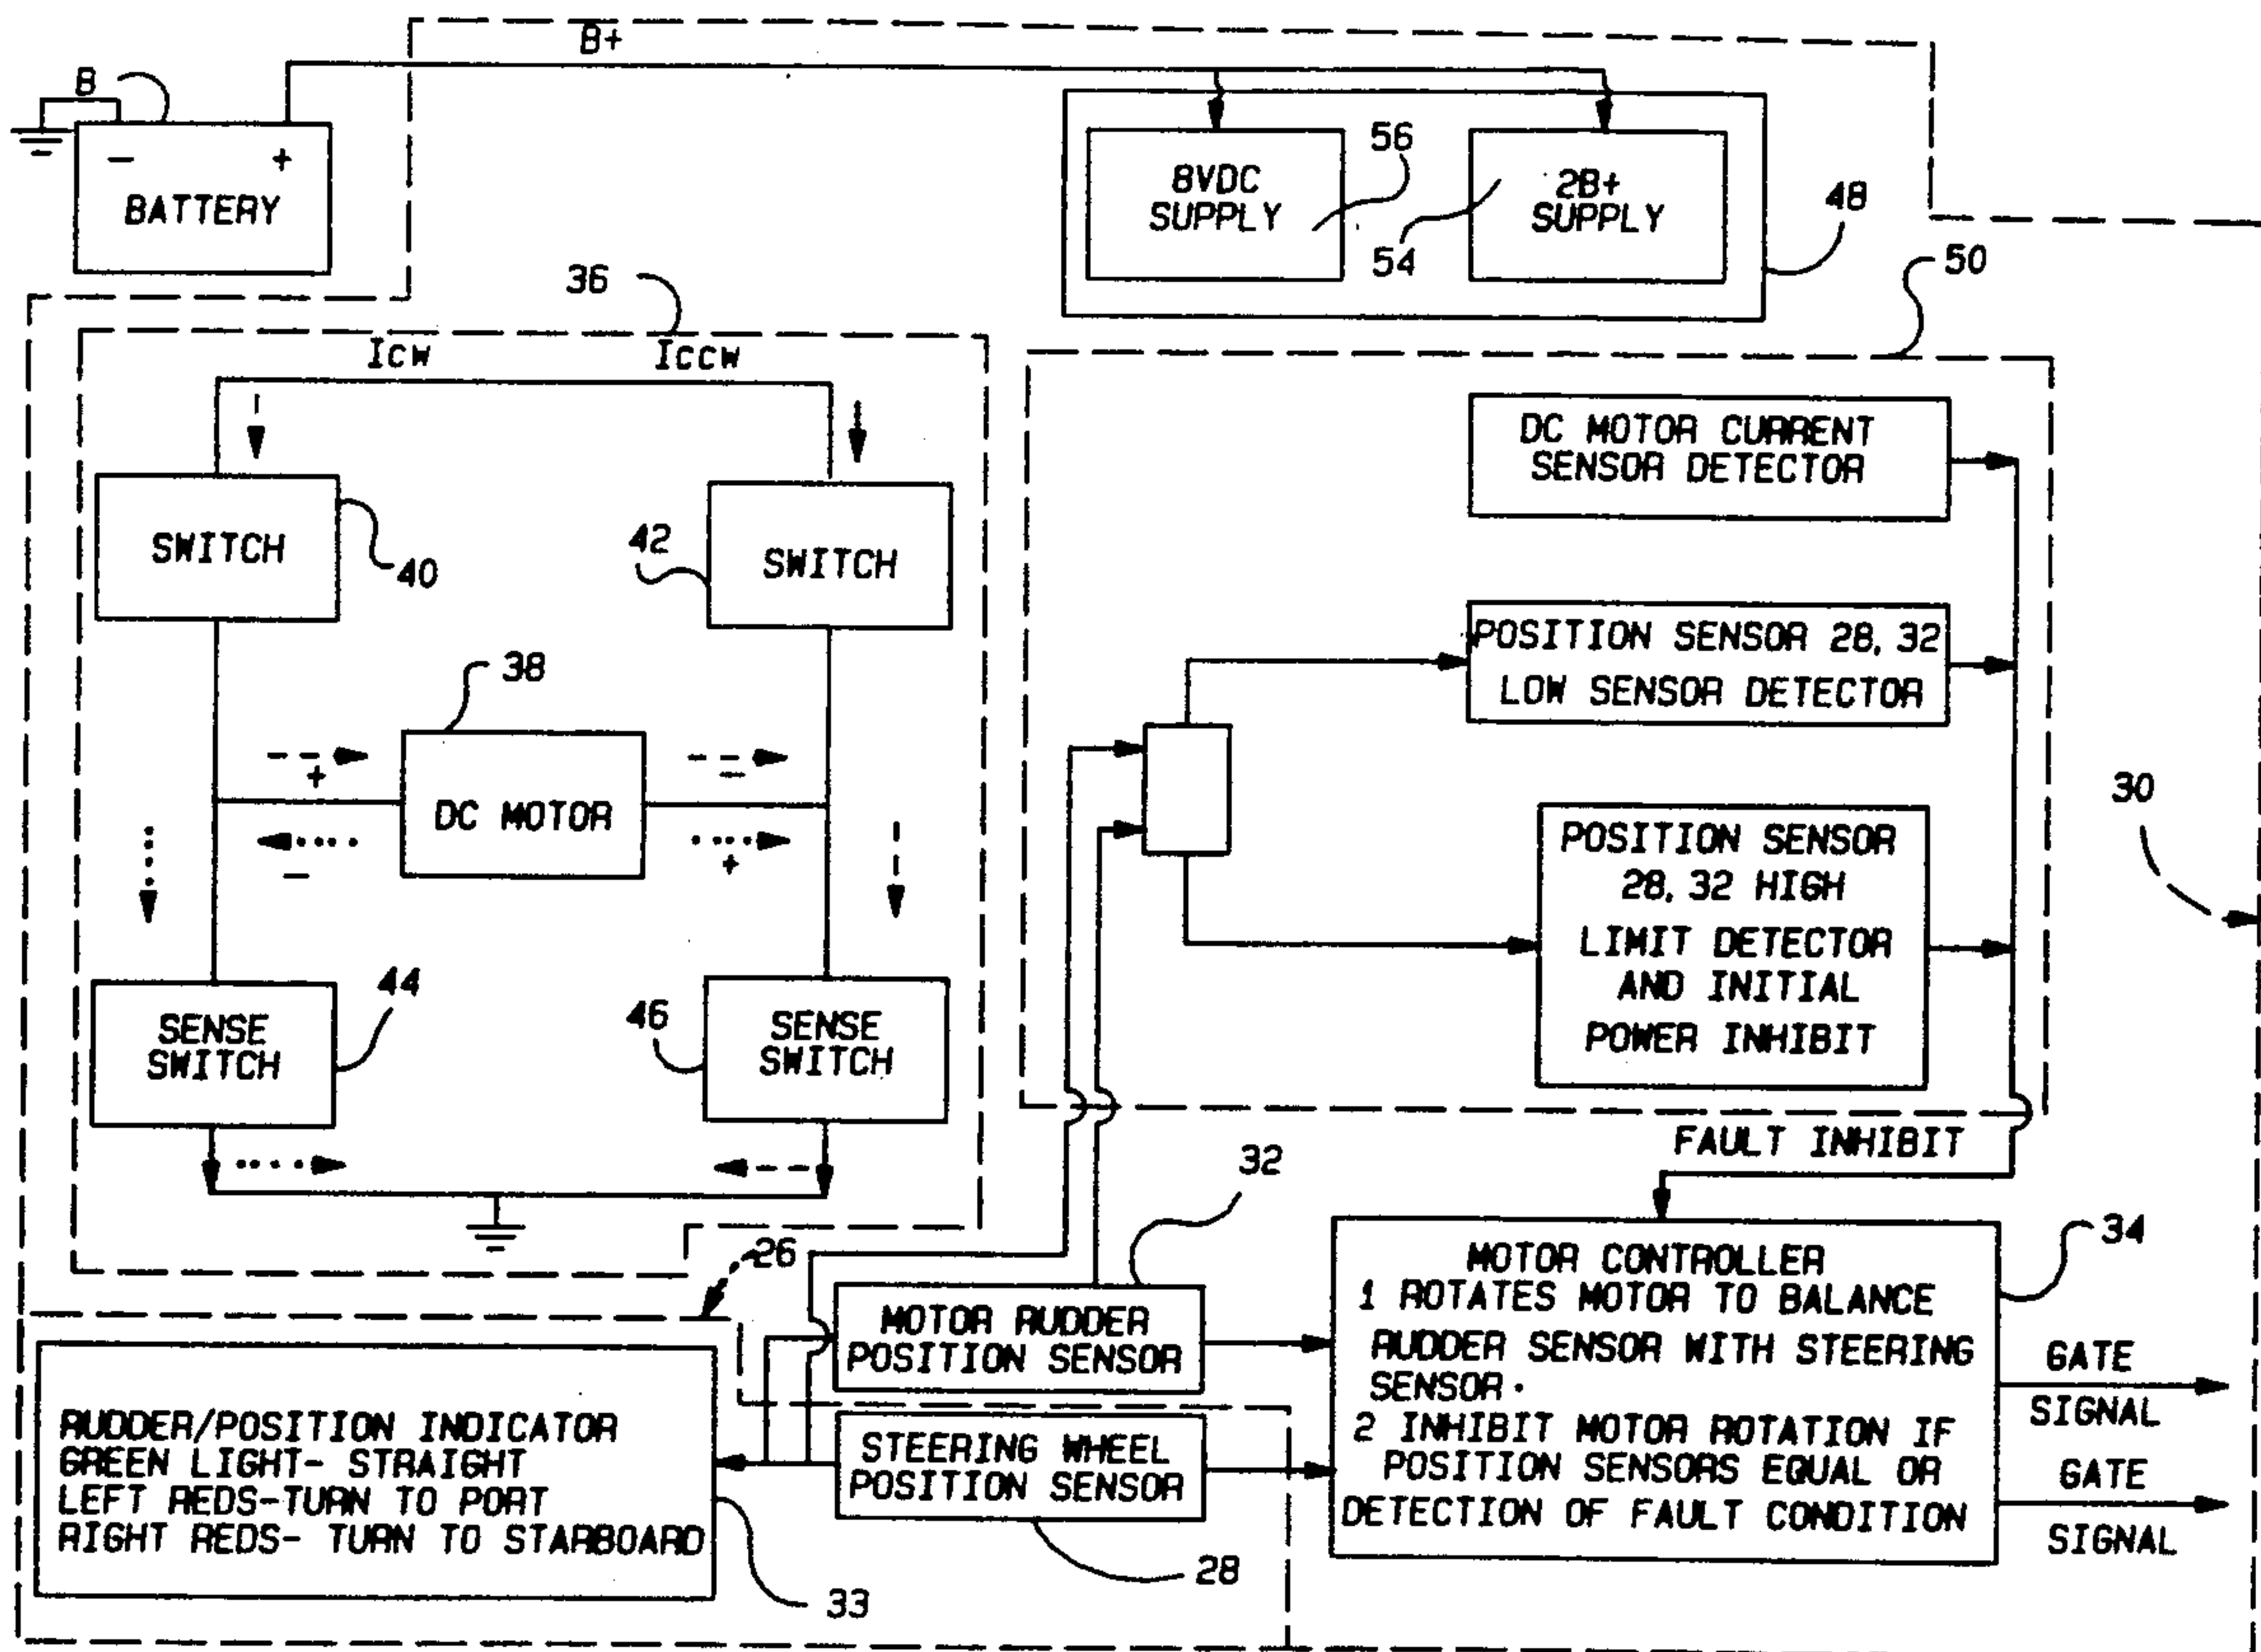 B+
B
- +
BATTERY
8VDC
SUPPLY
56
2B+
SUPPLY
54
48
50
36
Icw
Iccw
SWITCH
40
42
SWITCH
38
+
-
DC MOTOR
-
+
44
SENSE
SWITCH
46
SENSE
SWITCH
DC MOTOR CURRENT
SENSOR DETECTOR
POSITION SENSOR 28, 32
LOW SENSOR DETECTOR
POSITION SENSOR
28, 32 HIGH
LIMIT DETECTOR
AND INITIAL
POWER INHIBIT
30
FAULT INHIBIT
26
32
34
MOTOR RUDDER
POSITION SENSOR
STEERING WHEEL
POSITION SENSOR
28
MOTOR CONTROLLER
1 ROTATES MOTOR TO BALANCE
RUDDER SENSOR WITH STEERING
SENSOR.
2 INHIBIT MOTOR ROTATION IF
POSITION SENSORS EQUAL OR
DETECTION OF FAULT CONDITION
GATE
SIGNAL
GATE
SIGNAL
RUDDER/POSITION INDICATOR
GREEN LIGHT- STRAIGHT
LEFT REDS-TURN TO PORT
RIGHT REDS- TURN TO STARBOARD
33